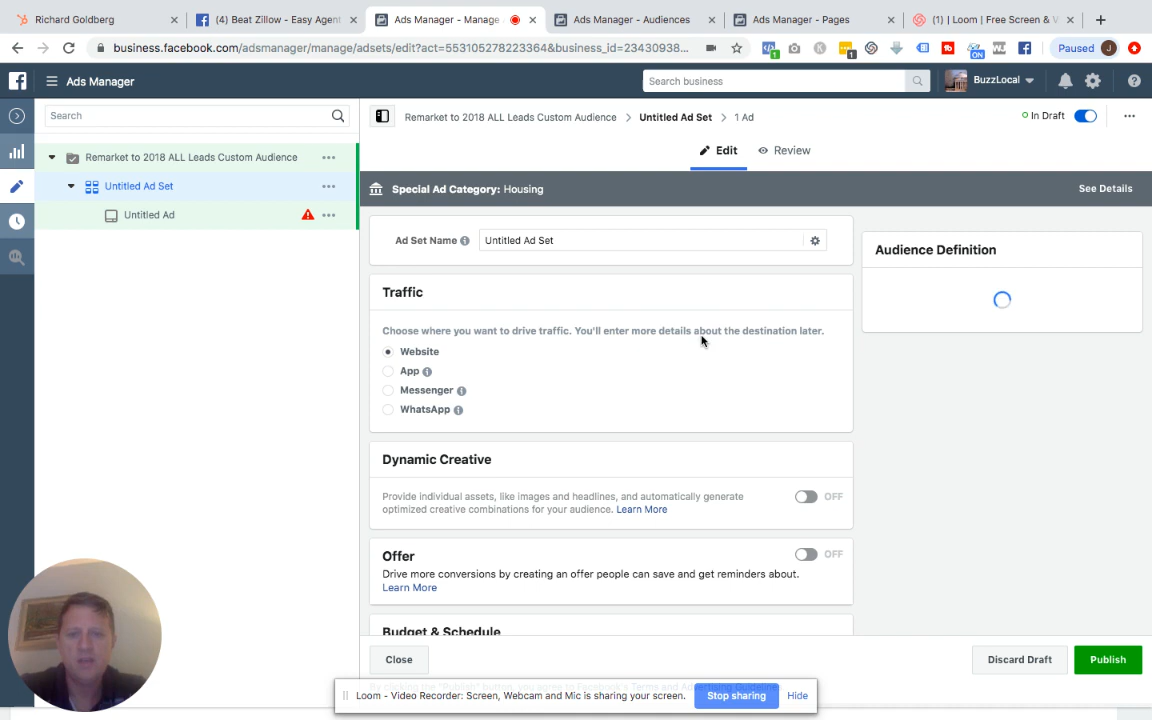 Richard Goldberg
(4) Beat Zillow - Easy Agent
Ads Manager - Manage
Ads Manager - Audiences
Ads Manager - Pages
(1) | Loom | Free Screen & V
business.facebook.com/adsmanager/manage/adsets/edit?act=553105278223364&business_id=23430938...
Paused
J
Ads Manager
Search business
BuzzLocal
Search
Remarket to 2018 ALL Leads Custom Audience
Untitled Ad Set
Untitled Ad
Remarket to 2018 ALL Leads Custom Audience
Untitled Ad Set
1 Ad
In Draft
Edit
Review
Special Ad Category: Housing
See Details
Ad Set Name
Untitled Ad Set
Audience Definition
Traffic
Choose where you want to drive traffic. You'll enter more details about the destination later.
Website
App
Messenger
WhatsApp
Dynamic Creative
Provide individual assets, like images and headlines, and automatically generate
optimized creative combinations for your audience. Learn More
OFF
Offer
OFF
Drive more conversions by creating an offer people can save and get reminders about.
Learn More
Budget & Schedule
Close
Discard Draft
Publish
Loom - Video Recorder: Screen, Webcam and Mic is sharing your screen.
Stop sharing
Hide